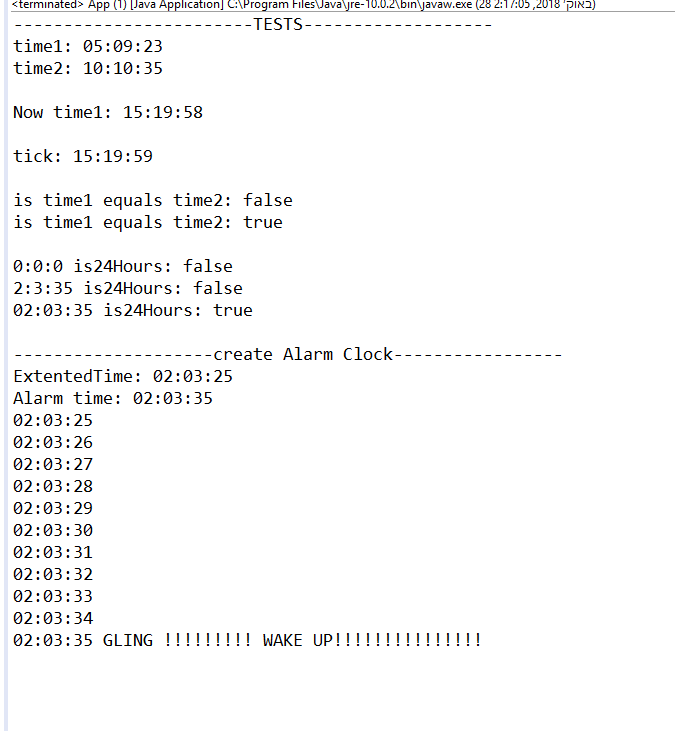 <terminated> App (1) [Java Application] C:\Program Files\Java\jre-10.0.2\bin\javaw.exe (28 באוק׳ 2018, 2:17:05)
------------------------TESTS-------------------
time1: 05:09:23
time2: 10:10:35
Now time1: 15:19:58
tick: 15:19:59
is time1 equals time2: false
is time1 equals time2: true
0:0:0 is24Hours: false
2:3:35 is24Hours: false
02:03:35 is24Hours: true
--------------------create Alarm Clock-----------------
ExtentedTime: 02:03:25
Alarm time: 02:03:35
02:03:25
02:03:26
02:03:27
02:03:28
02:03:29
02:03:30
02:03:31
02:03:32
02:03:33
02:03:34
02:03:35 GLING !!!!!!!!! WAKE UP!!!!!!!!!!!!!!!